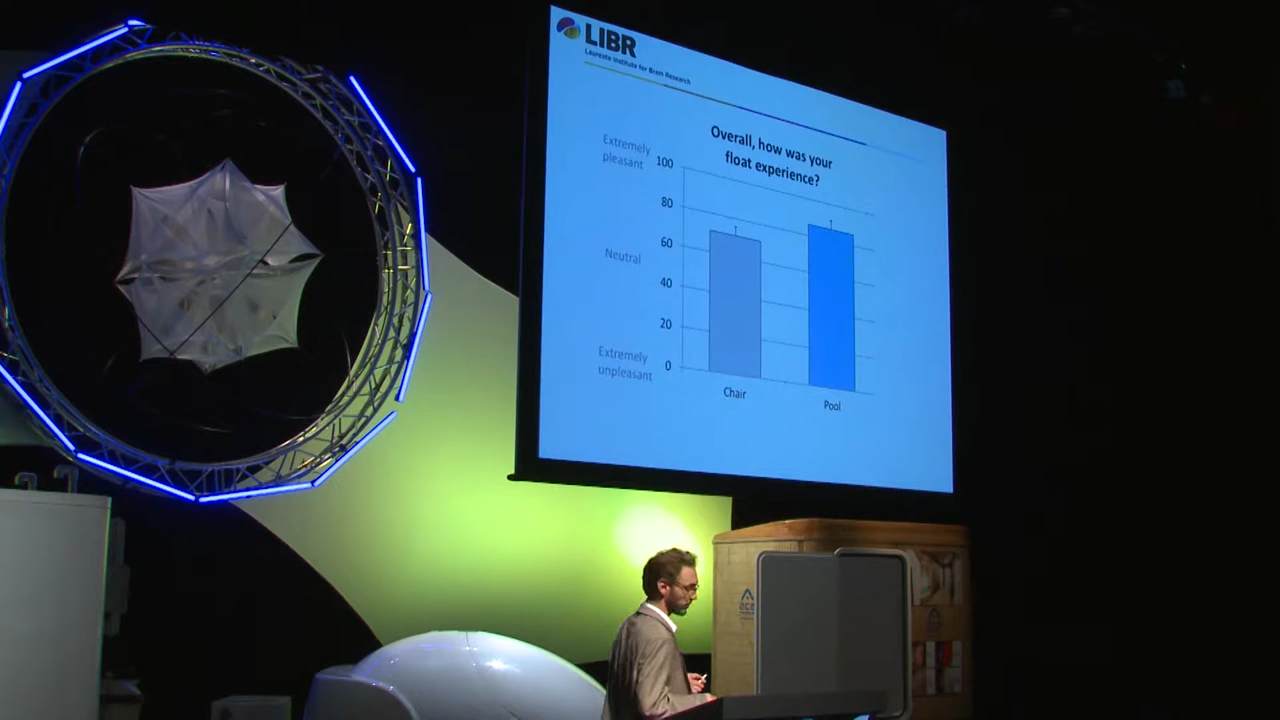 LIBR
Laureate Institute for Brain Research
Overall, how was your
float experience?
Extremely
pleasant
100
80
60
Neutral
40
20
Extremely
unpleasant
0
Chair
Pool